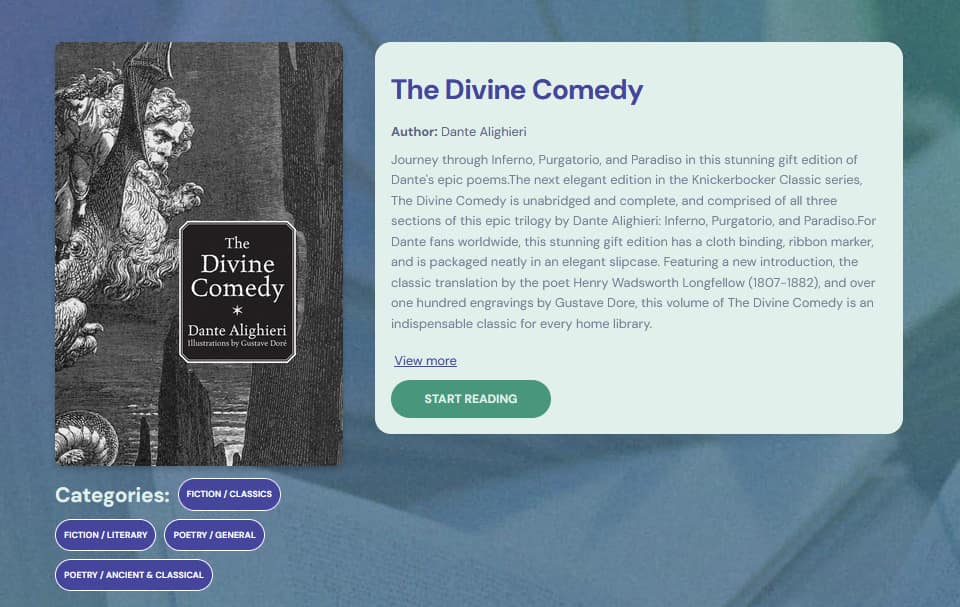 The
Divine
Comedy
Dante Alighieri
Illustrations by Gustave Doré
The Divine Comedy
Author: Dante Alighieri
Journey through Inferno, Purgatorio, and Paradiso in this stunning gift edition of
Dante's epic poems.The next elegant edition in the Knickerbocker Classic series,
The Divine Comedy is unabridged and complete, and comprised of all three
sections of this epic trilogy by Dante Alighieri: Inferno, Purgatorio, and Paradiso.For
Dante fans worldwide, this stunning gift edition has a cloth binding, ribbon marker,
and is packaged neatly in an elegant slipcase. Featuring a new introduction, the
classic translation by the poet Henry Wadsworth Longfellow (1807-1882), and over
one hundred engravings by Gustave Dore, this volume of The Divine Comedy is an
indispensable classic for every home library.
View more
START READING
Categories: FICTION / CLASSICS
FICTION / LITERARY POETRY / GENERAL
POETRY / ANCIENT & CLASSICAL